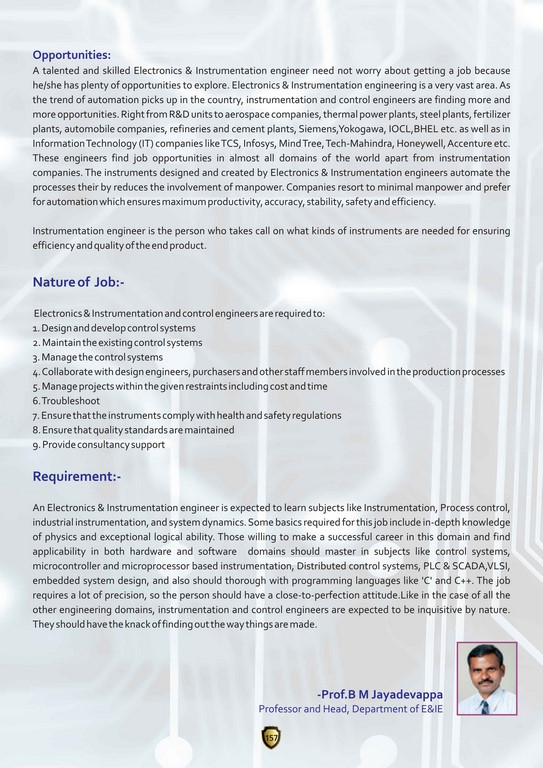 Opportunities:
A talented and skilled Electronics & Instrumentation engineer need not worry about getting a job because
he/she has plenty of opportunities to explore. Electronics & Instrumentation engineering is a very vast area. As
the trend of automation picks up in the country, instrumentation and control engineers are finding more and
more opportunities. Right from R&D units to aerospace companies, thermal power plants, steel plants, fertilizer
plants, automobile companies, refineries and cement plants, Siemens,Yokogawa, IOCL,BHEL etc. as well as in
Information Technology (IT) companies like TCS, Infosys, Mind Tree, Tech-Mahindra, Honeywell, Accenture etc.
These engineers find job opportunities in almost all domains of the world apart from instrumentation
companies. The instruments designed and created by Electronics & Instrumentation engineers automate the
processes their by reduces the involvement of manpower. Companies resort to minimal manpower and prefer
for automation which ensures maximum productivity, accuracy, stability, safety and efficiency.
Instrumentation engineer is the person who takes call on what kinds of instruments are needed for ensuring
efficiency and quality of the end product.
Nature of Job:-
Electronics & Instrumentation and control engineers are required to:
1. Design and develop control systems
2. Maintain the existing control systems
3. Manage the control systems
4. Collaborate with design engineers, purchasers and other staff members involved in the production processes
5. Manage projects within the given restraints including cost and time
6. Troubleshoot
7. Ensure that the instruments comply with health and safety regulations
8. Ensure that quality standards are maintained
9. Provide consultancy support
Requirement:-
An Electronics & Instrumentation engineer is expected to learn subjects like Instrumentation, Process control,
industrial instrumentation, and system dynamics. Some basics required for this job include in-depth knowledge
of physics and exceptional logical ability. Those willing to make a successful career in this domain and find
applicability in both hardware and software domains should master in subjects like control systems,
microcontroller and microprocessor based instrumentation, Distributed control systems, PLC & SCADA,VLSI,
embedded system design, and also should thorough with programming languages like 'C' and C++. The job
requires a lot of precision, so the person should have a close-to-perfection attitude.Like in the case of all the
other engineering domains, instrumentation and control engineers are expected to be inquisitive by nature.
They should have the knack of finding out the way things are made.
-Prof.B M Jayadevappa
Professor and Head, Department of E&IE
157